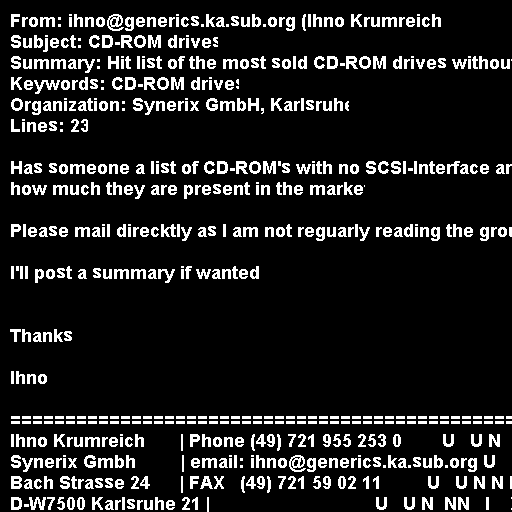 From: ihno@generics.ka.sub.org (Ihno Krumreich
Subject: CD-ROM drives
Summary: Hit list of the most sold CD-ROM drives without
Keywords: CD-ROM drives
Organization: Synerix GmbH, Karlsruhe
Lines: 23
Has someone a list of CD-ROM's with no SCSI-Interface
how much they are present in the marke
Please mail direcktly as I am not reguarly reading the
I'll post a summary if wanted
Thanks
Ihno
==================================================
Ihno Krumreich | Phone (49) 721 955 253 0 U U N
Synerix Gmbh | email: ihno@generics.ka.sub.org U
Bach Strasse 24 | FAX (49) 721 59 02 11 U U N N I
D-W7500 Karlsruhe 21 | U U N NN I